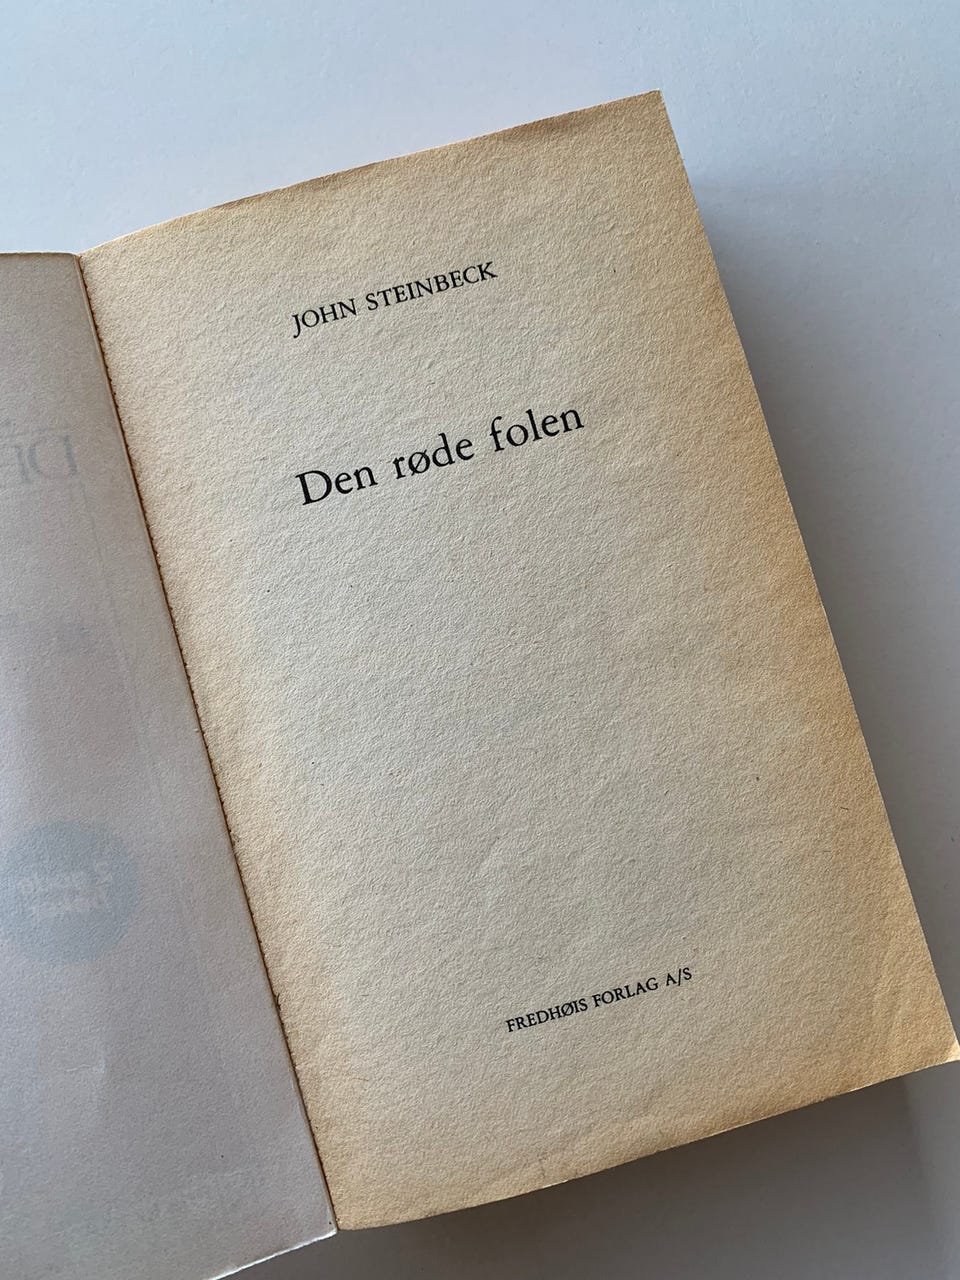 JOHN STEINBECK
Den røde folen
FREDHØIS FORLAG A/S